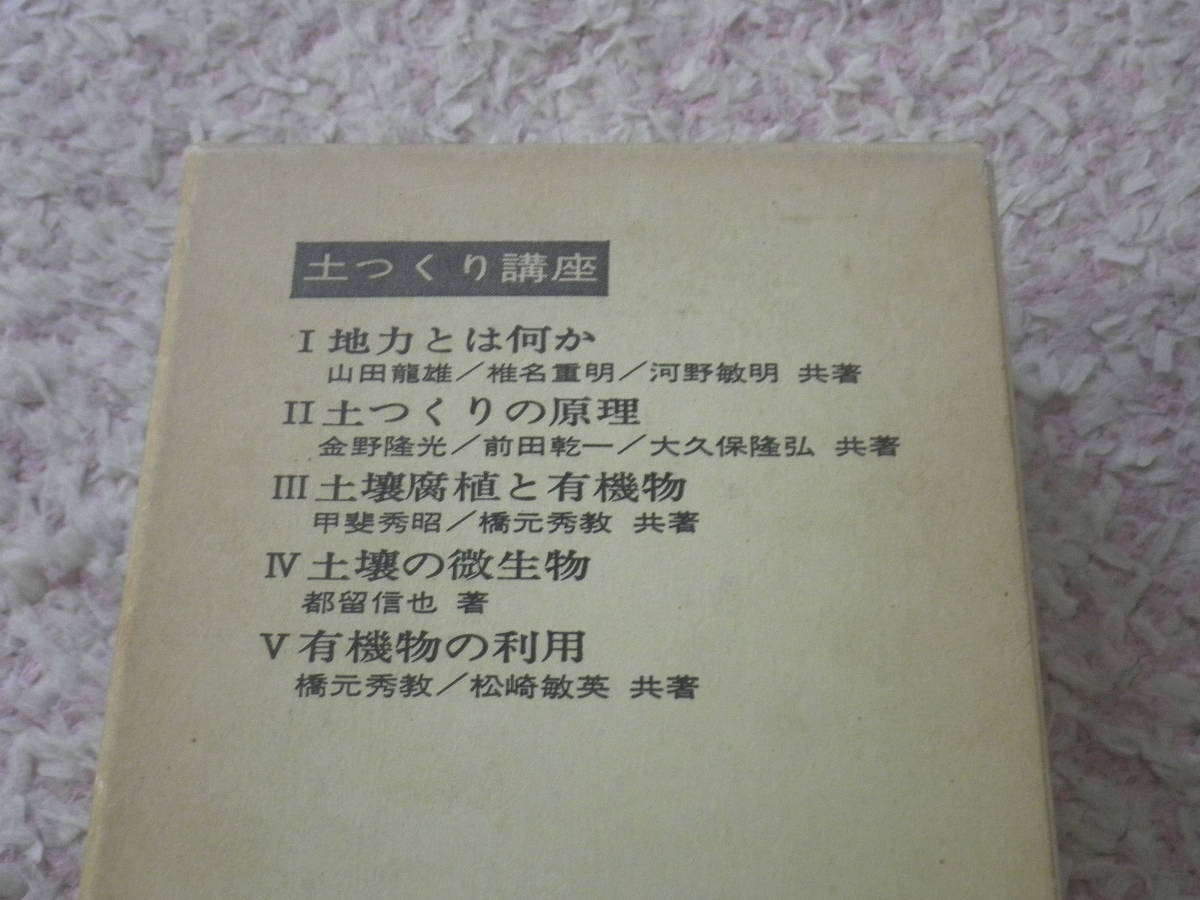 土つくり講座
I 地力とは何か
山田龍雄／椎名重明／河野敏明 共著
II 土つくりの原理
金野隆光／前田乾一／大久保隆弘 共著
III 土壌腐植と有機物
甲斐秀昭／橋元秀教 共著
IV 土壌の微生物
都留信也 著
V 有機物の利用
橋元秀教／松崎敏英 共著